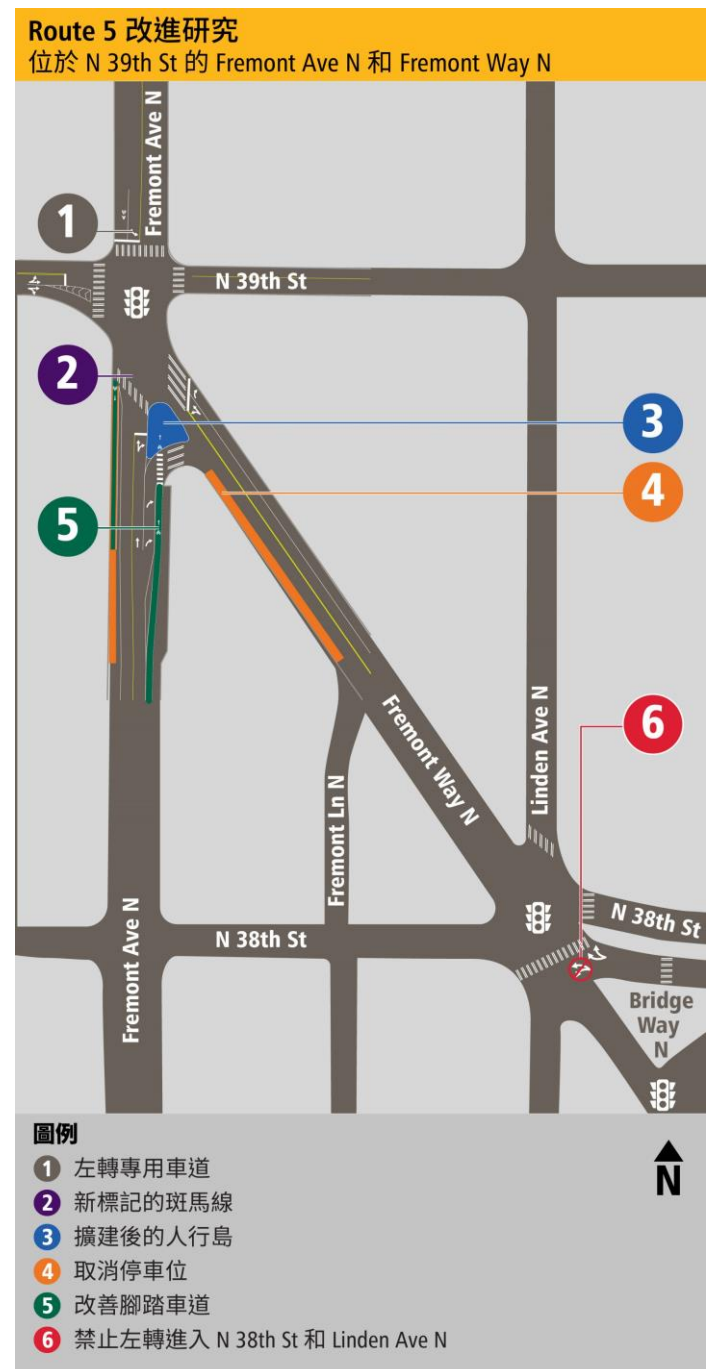 Route 5 改進研究
位於 N 39th St 的 Fremont Ave N 和 Fremont Way N
Fremont Ave N
1
N 39th St
2
3
4
5
6
Linden Ave N
Fremont Way N
Fremont Ln N
N 38th St
N 38th St
Fremont Ave N
Bridge
Way
N
圖例
1 左轉專用車道
2 新標記的斑馬線
3 擴建後的人行島
4 取消停車位
5 改善腳踏車道
6 禁止左轉進入 N 38th St 和 Linden Ave N
N